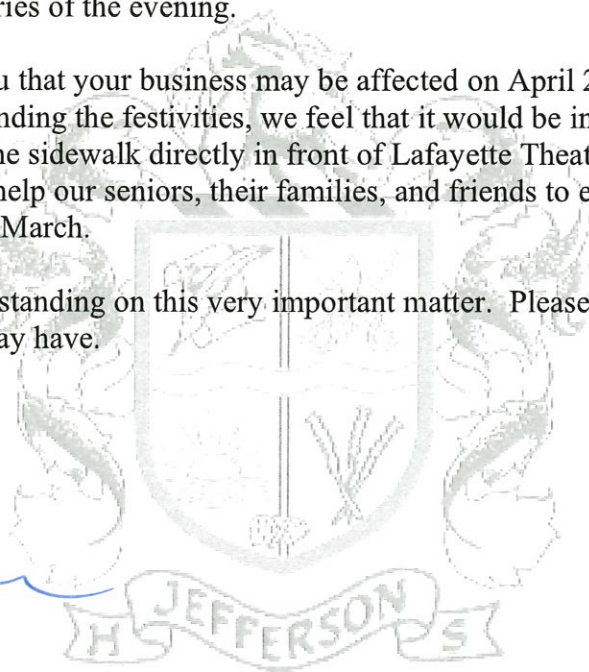 ries of the evening.
u that your business may be affected on April 2
nding the festivities, we feel that it would be in
ne sidewalk directly in front of Lafayette Theat
help our seniors, their families, and friends to e
March.
standing on this very important matter. Please
ay have.
H JEFFERSON S